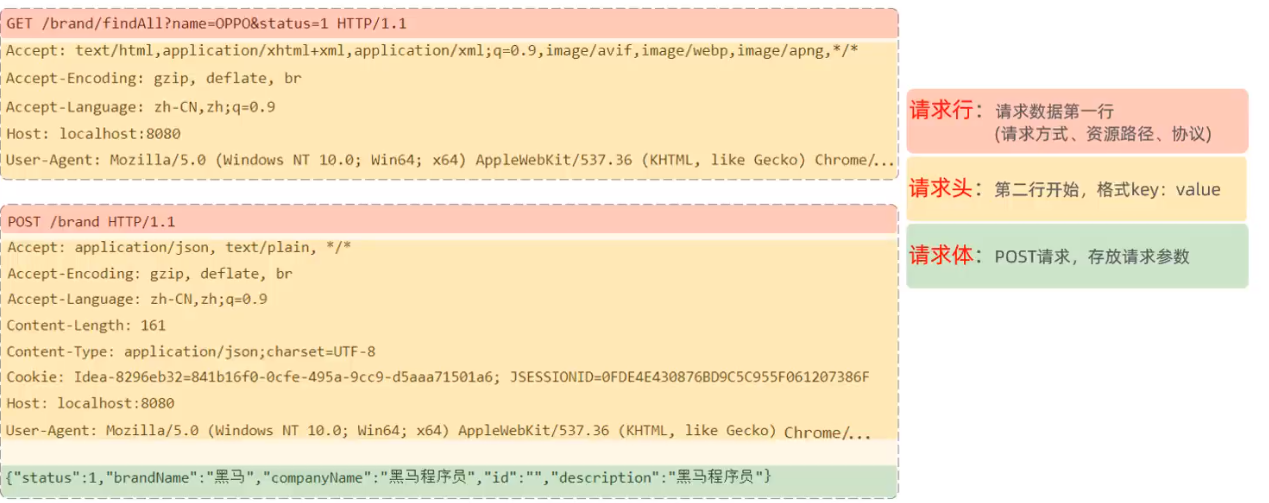 GET /brand/findAll?name=OPPO&status=1 HTTP/1.1
Accept: text/html,application/xhtml+xml,application/xml;q=0.9,image/avif,image/webp,image/apng,*/*
Accept-Encoding: gzip, deflate, br
Accept-Language: zh-CN,zh;q=0.9
Host: localhost:8080
User-Agent: Mozilla/5.0 (Windows NT 10.0; Win64; x64) AppleWebKit/537.36 (KHTML, like Gecko) Chrome/...
POST /brand HTTP/1.1
Accept: application/json, text/plain, */*
Accept-Encoding: gzip, deflate, br
Accept-Language: zh-CN,zh;q=0.9
Content-Length: 161
Content-Type: application/json;charset=UTF-8
Cookie: Idea-8296eb32=841b16f0-0cfe-495a-9cc9-d5aaa71501a6; JSESSIONID=0FDE4E430876BD9C5C955F061207386F
Host: localhost:8080
User-Agent: Mozilla/5.0 (Windows NT 10.0; Win64; x64) AppleWebKit/537.36 (KHTML, like Gecko) Chrome/...
{"status":1,"brandName":"黑马","companyName":"黑马程序员","id":"","description":"黑马程序员"}
请求行：请求数据第一行
(请求方式、资源路径、协议)
请求头：第二行开始，格式key：value
请求体：POST请求，存放请求参数